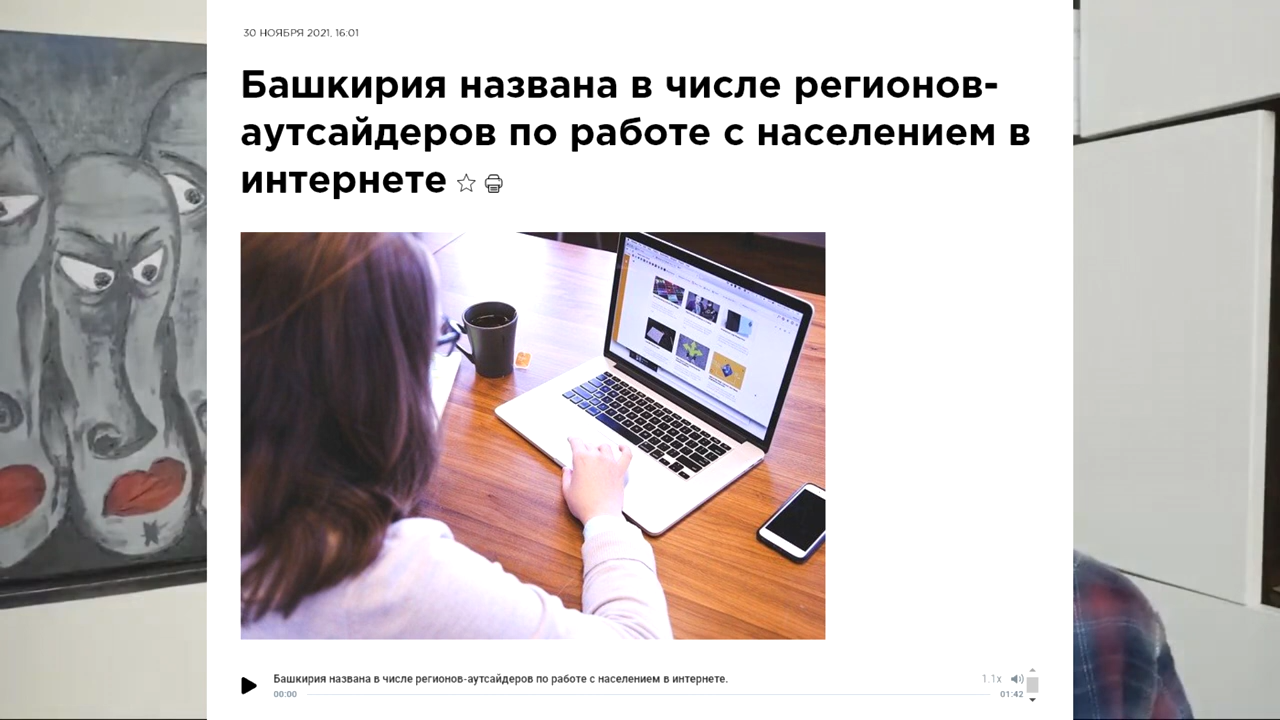 30 НОЯБРЯ 2021, 16:01
Башкирия названа в числе регионов-
аутсайдеров по работе с населением в
интернете
Башкирия названа в числе регионов-аутсайдеров по работе с населением в интернете.
1.1x
00:00
01:42